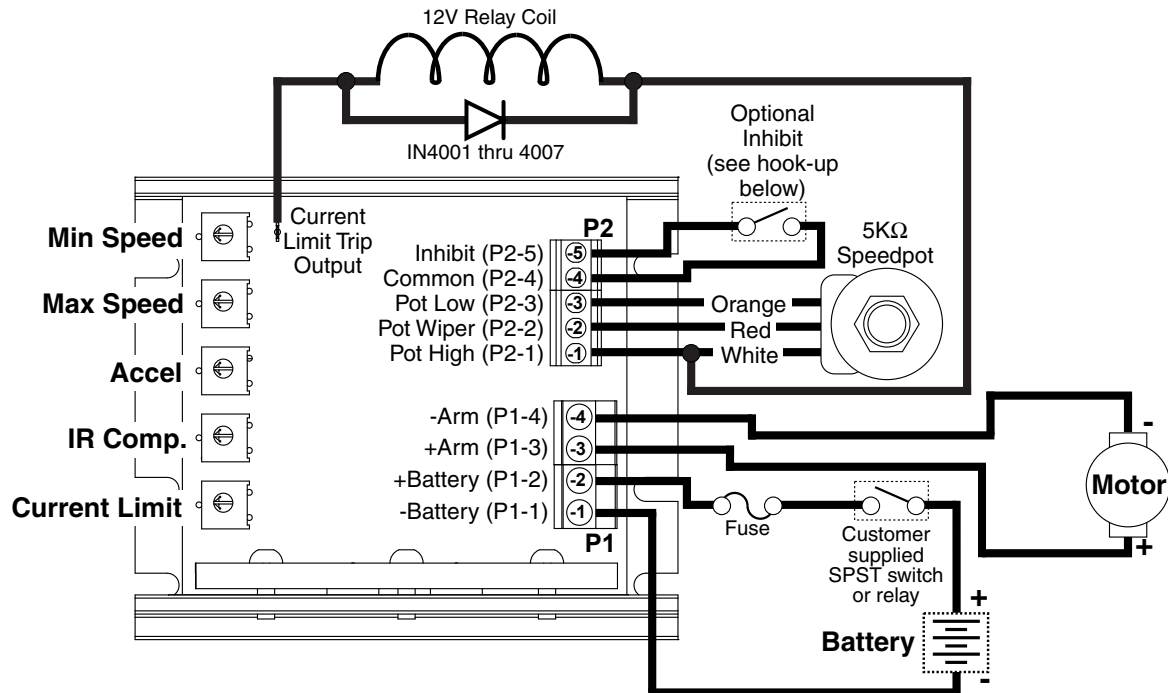 12V Relay Coil
IN4001 thru 4007
Optional
Inhibit
(see hook-up
below)
5KΩ
Speedpot
Min Speed
Max Speed
Accel
IR Comp.
Current Limit
Current
Limit Trip
Output
P2
Inhibit (P2-5)
-5
Common (P2-4)
-4
Pot Low (P2-3)
-3
Orange
Pot Wiper (P2-2)
-2
Red
Pot High (P2-1)
-1
White
-Arm (P1-4)
-4
+Arm (P1-3)
-3
+Battery (P1-2)
-2
-Battery (P1-1)
-1
P1
Fuse
Customer
supplied
SPST switch
or relay
-
Motor
+
+
Battery
-